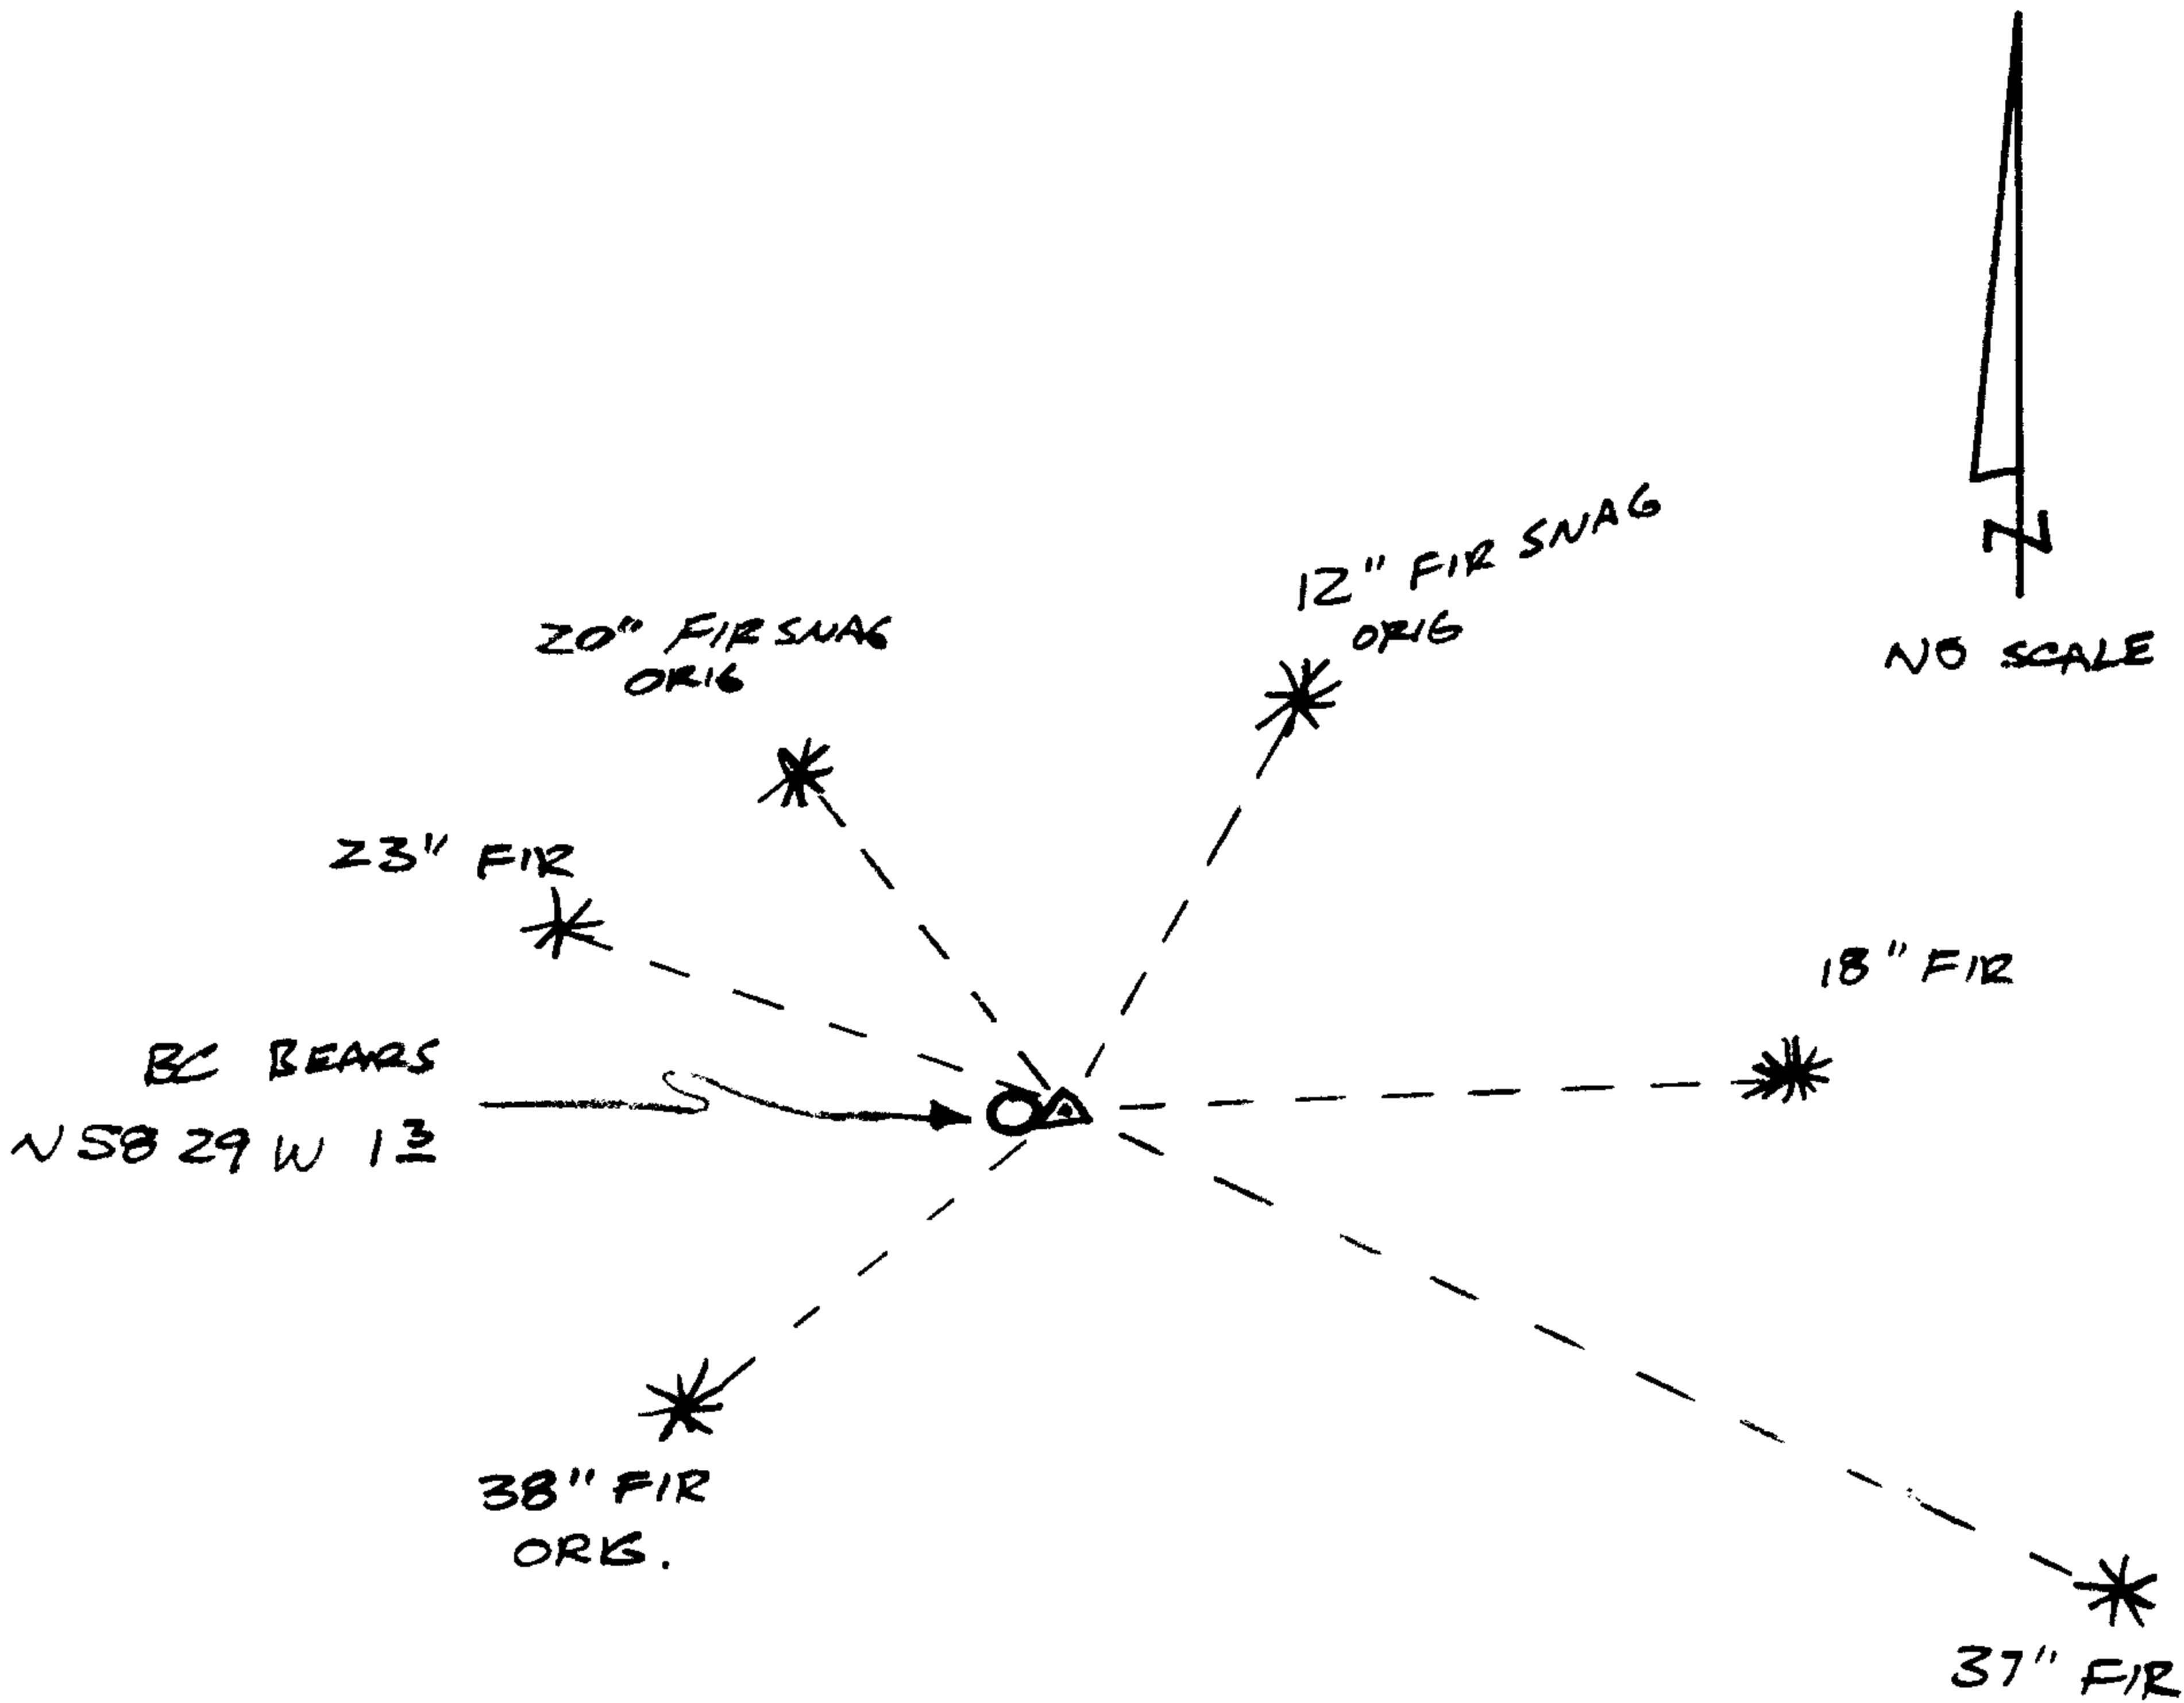 N
NO SCALE
12" FIR SNAG
ORIG
20" FIR SNAG
ORIG
23" FIR
18" FIR
BEARS
N 58 29 W 13
38" FIR
ORIG.
37" FIR